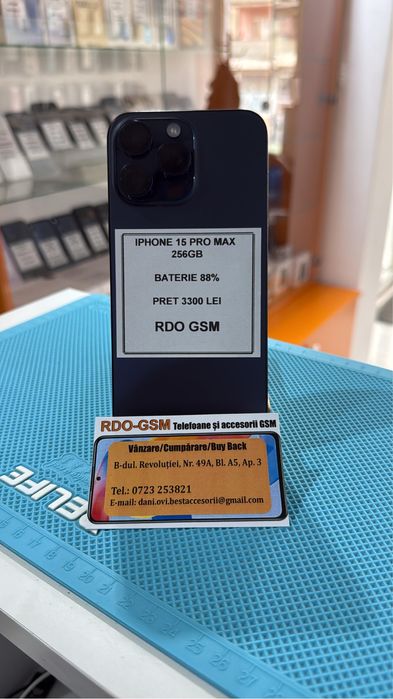 IPHONE 15 PRO MAX
256GB
BATERIE 88%
PRET 3300 LEI
RDO GSM
RDO-GSM Telefoane și accesorii GSM
Vânzare/Cumpărare/Buy Back
B-dul. Revoluției, Nr. 49A, Bl. A5, Ap. 3
Tel.: 0723 253821
E-mail: dani.ovi.bestaccesorii@gmail.com
RELIFE